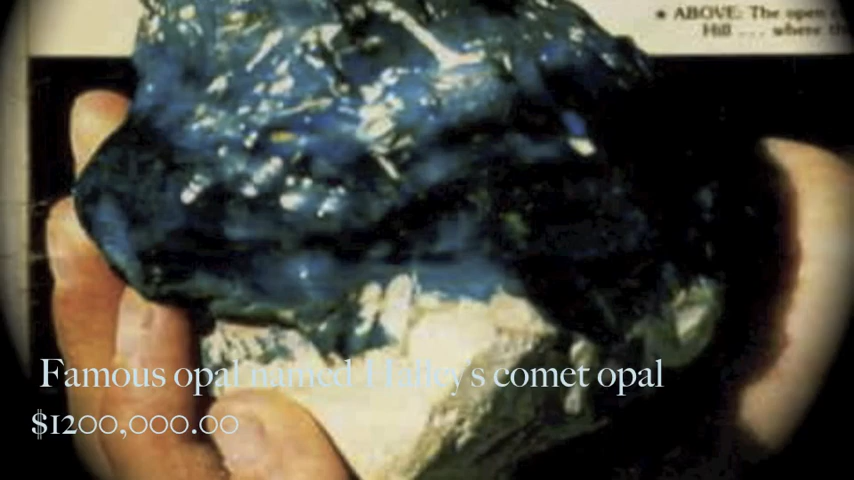 ★ ABOVE: The open
Hill ... where
Famous opal named Halley's comet opal
$1200,000.00